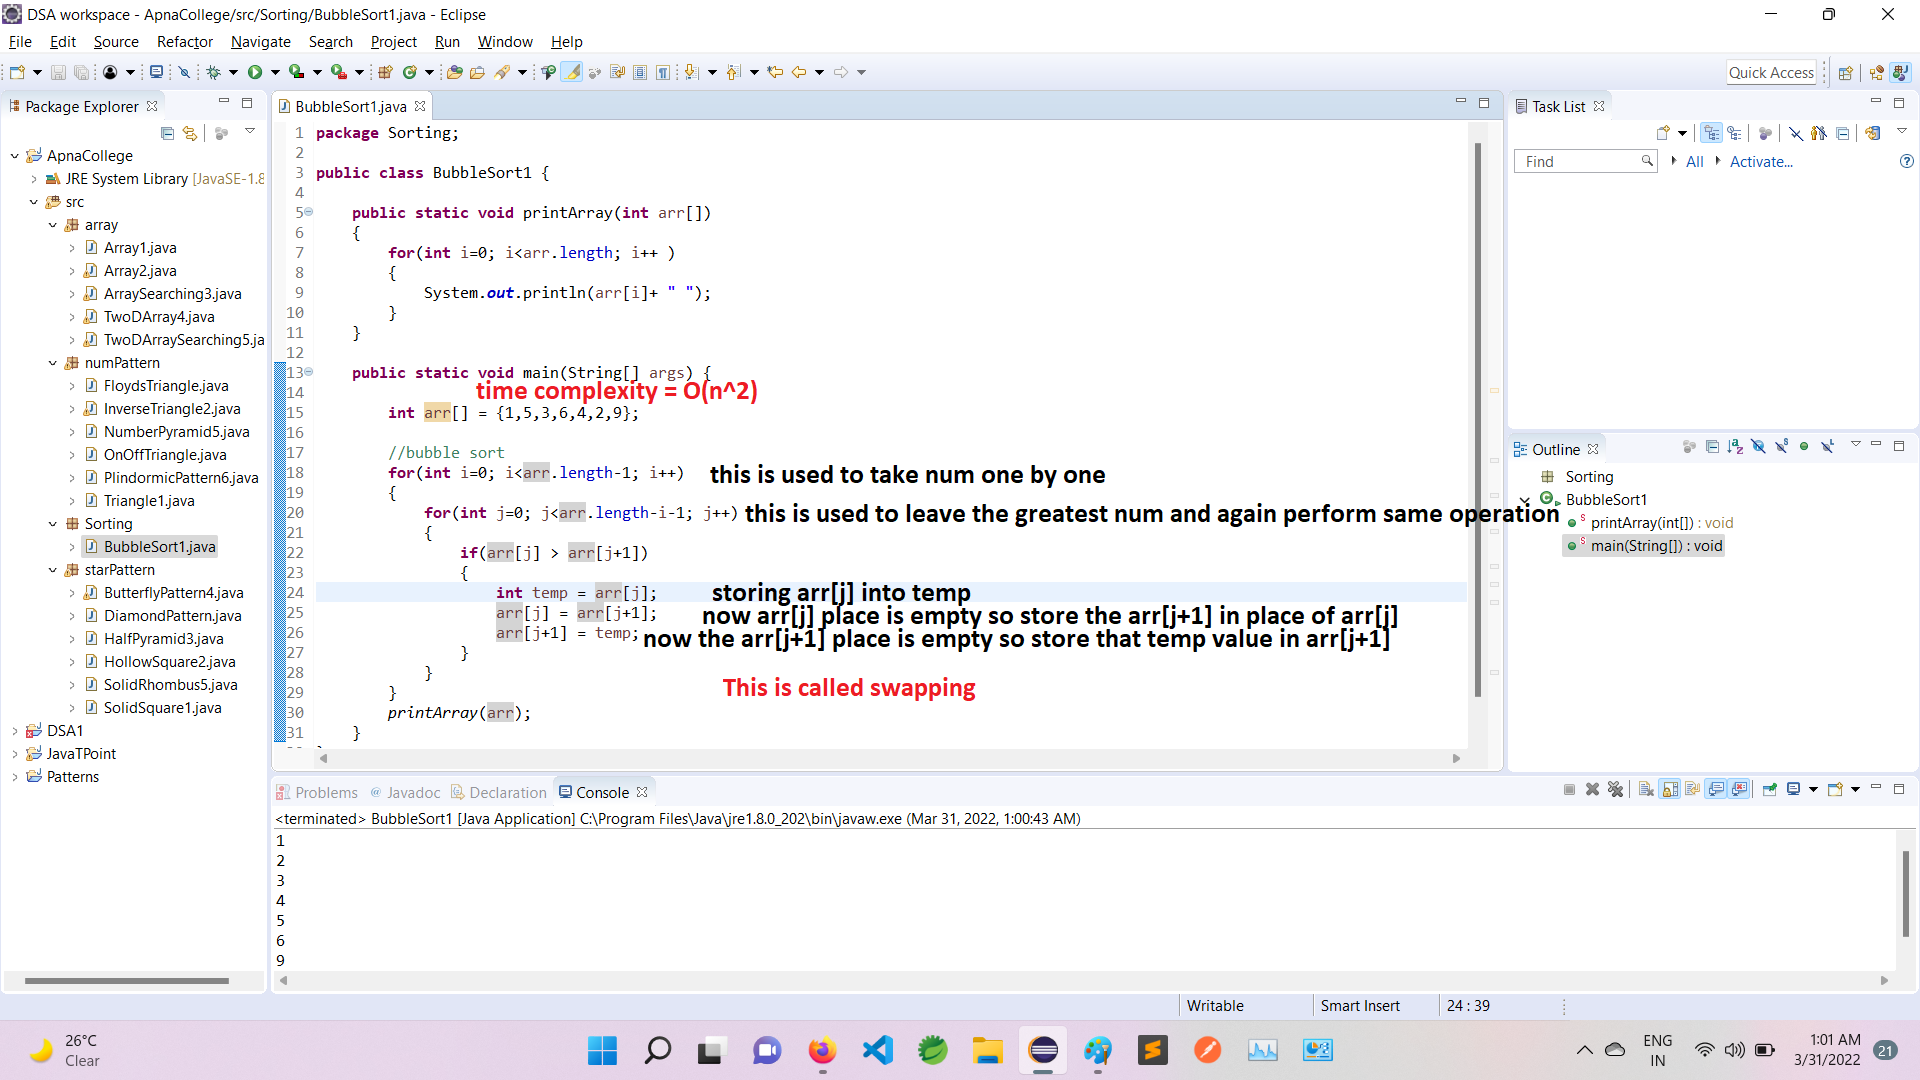 DSA workspace - ApnaCollege/src/Sorting/BubbleSort1.java - Eclipse
File Edit Source Refactor Navigate Search Project Run Window Help
Quick Access
Package Explorer
ApnaCollege
JRE System Library [JavaSE-1.8
src
array
Array1.java
Array2.java
ArraySearching3.java
TwoDArray4.java
TwoDArraySearching5.ja
numPattern
FloydsTriangle.java
InverseTriangle2.java
NumberPyramid5.java
OnOffTriangle.java
PlindormicPattern6.java
Triangle1.java
Sorting
BubbleSort1.java
starPattern
ButterflyPattern4.java
DiamondPattern.java
HalfPyramid3.java
HollowSquare2.java
SolidRhombus5.java
SolidSquare1.java
DSA1
JavaTPoint
Patterns
BubbleSort1.java
1 package Sorting;
2
3 public class BubbleSort1 {
4
5 public static void printArray(int arr[])
6 {
7 for(int i=0; i<arr.length; i++ )
8 {
9 System.out.println(arr[i]+ " ");
10 }
11 }
12
13 public static void main(String[] args) {
14 time complexity = O(n^2)
15 int arr[] = {1,5,3,6,4,2,9};
16
17 //bubble sort
18 for(int i=0; i<arr.length-1; i++) this is used to take num one by one
19 {
20 for(int j=0; j<arr.length-i-1; j++) this is used to leave the greatest num and again perform same operation
21 {
22 if(arr[j] > arr[j+1])
23 {
24 int temp = arr[j]; storing arr[j] into temp
25 arr[j] = arr[j+1]; now arr[j] place is empty so store the arr[j+1] in place of arr[j]
26 arr[j+1] = temp; now the arr[j+1] place is empty so store that temp value in arr[j+1]
27 }
28 }
29 } This is called swapping
30 printArray(arr);
31 }
Task List
Find All Activate...
Outline
Sorting
BubbleSort1
printArray(int[]) : void
main(String[]) : void
Problems Javadoc Declaration Console
<terminated> BubbleSort1 [Java Application] C:\Program Files\Java\jre1.8.0_202\bin\javaw.exe (Mar 31, 2022, 1:00:43 AM)
1
2
3
4
5
6
9
Writable Smart Insert 24 : 39
26°C
Clear
ENG
IN
1:01 AM
3/31/2022
21